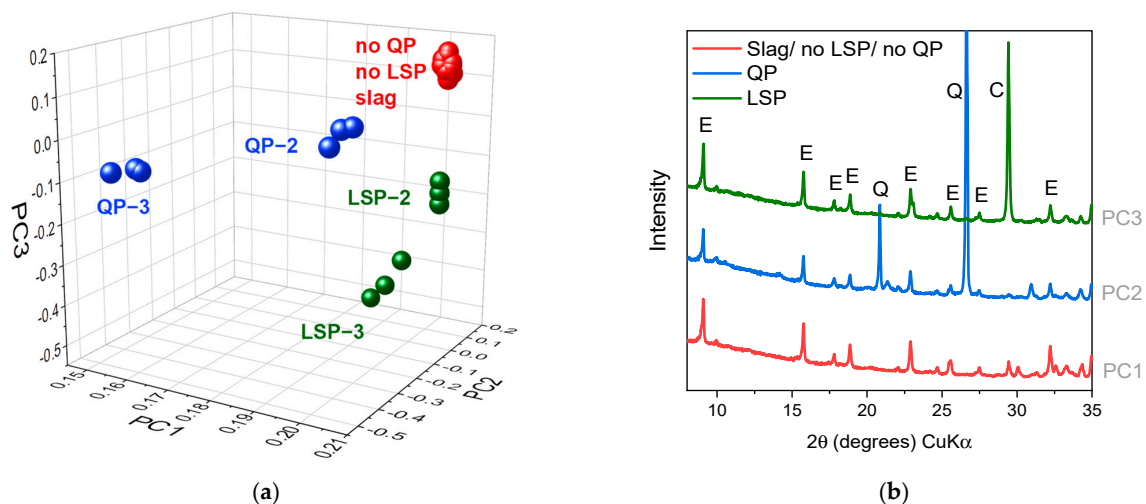 0.2
0.1
0.0
-0.1
-0.2
-0.3
-0.4
-0.5
PC3
0.15
0.16
0.17
0.18
0.19
0.20
0.21
PC1
0.2
0.1
0.0
-0.1
-0.2
-0.3
-0.4
-0.5
PC2
no QP
no LSP
slag
QP−2
QP−3
LSP−2
LSP−3
(a)
Slag/ no LSP/ no QP
QP
LSP
Q
C
E
E
E
E
Q
E
E
E
E
PC3
PC2
PC1
Intensity
10
15
20
25
30
35
2θ (degrees) CuKα
(b)